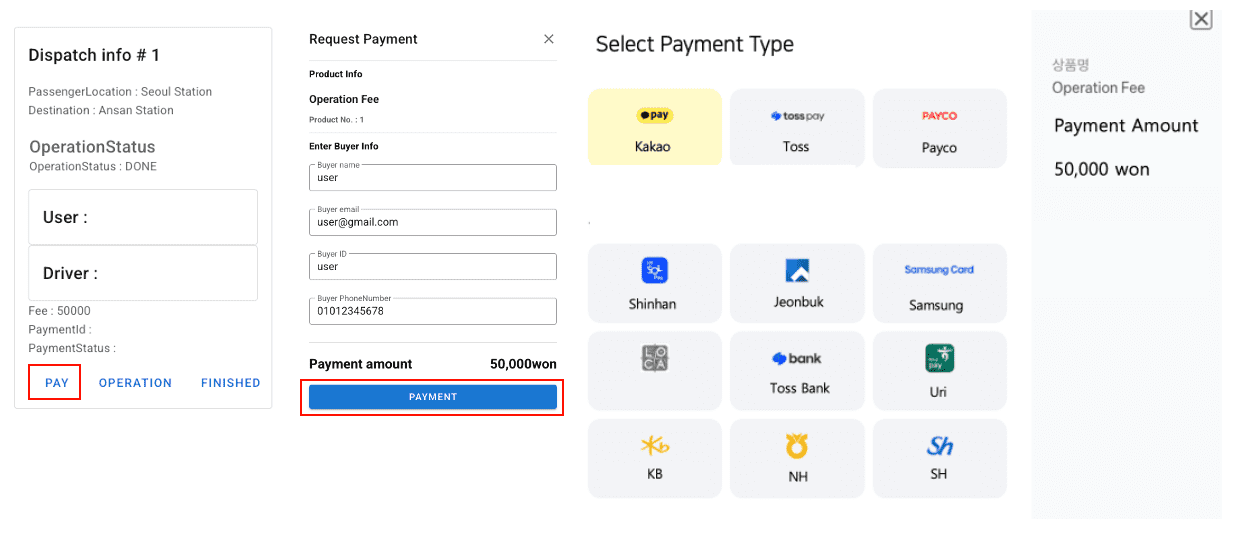 Dispatch info # 1
PassengerLocation : Seoul Station
Destination : Ansan Station
OperationStatus
OperationStatus : DONE
User :
Driver :
Fee : 50000
PaymentId :
PaymentStatus :
PAY
OPERATION
FINISHED
Request Payment
Product Info
Operation Fee
Product No. : 1
Enter Buyer Info
Buyer name
user
Buyer email
user@gmail.com
Buyer ID
user
Buyer PhoneNumber
01012345678
Payment amount 50,000won
PAYMENT
Select Payment Type
pay
Kakao
toss pay
Toss
PAYCO
Payco
SOL
Shinhan
Jeonbuk
Samsung Card
Samsung
LOCA
bank
Toss Bank
pay
Uri
Kb
KB
NH
Sh
SH
상품명
Operation Fee
Payment Amount
50,000 won